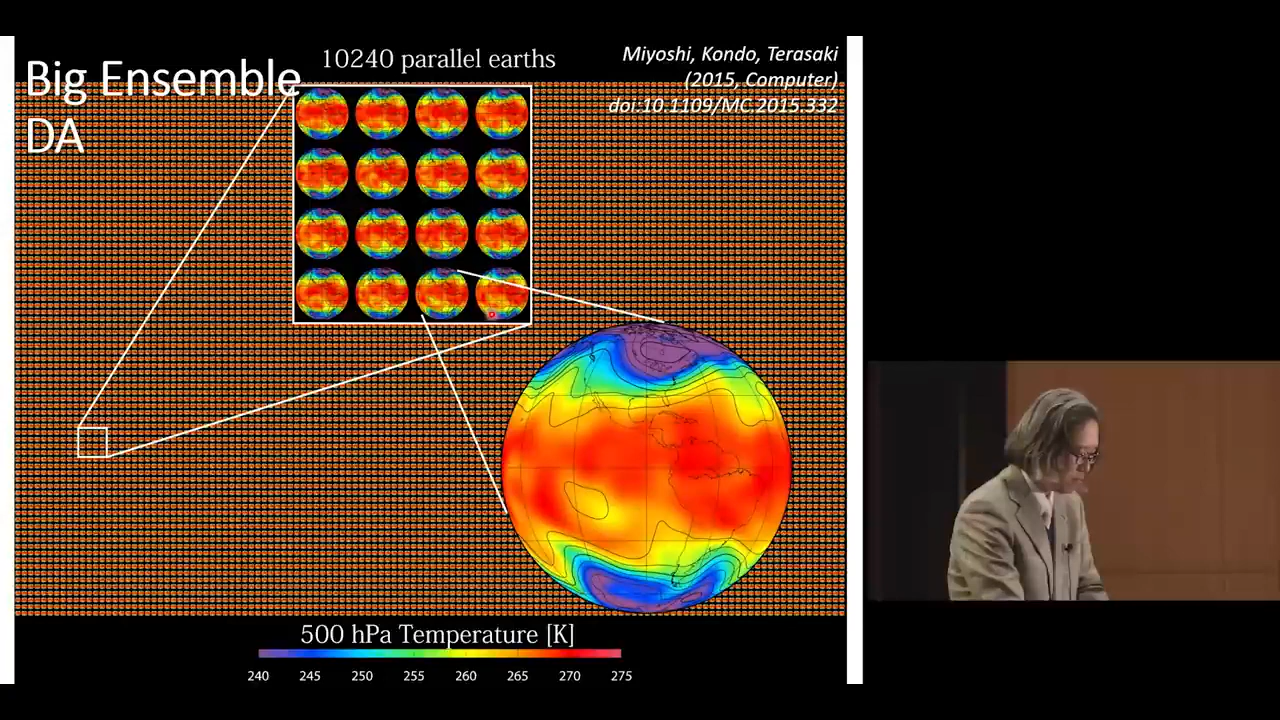 Big Ensemble
DA
10240 parallel earths
Miyoshi, Kondo, Terasaki
(2015, Computer)
doi:10.1109/MC.2015.332
500 hPa Temperature [K]
240 245 250 255 260 265 270 275